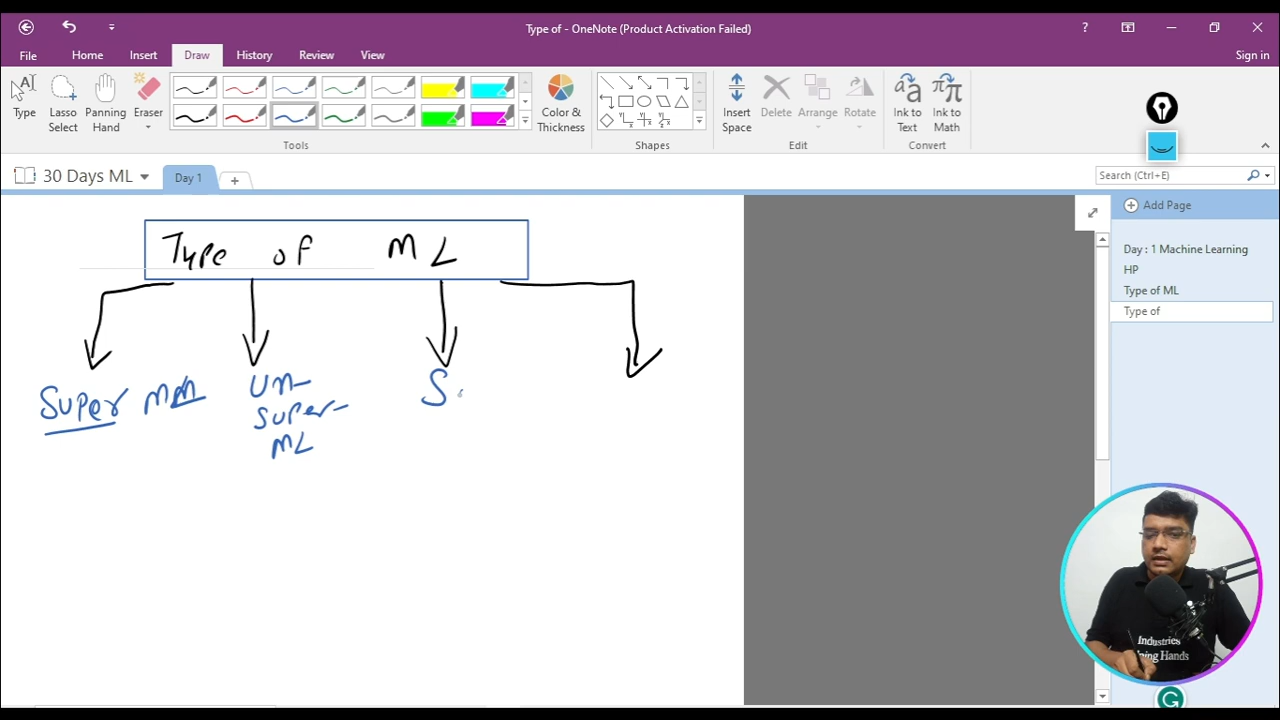 Type of - OneNote (Product Activation Failed)
?
File
Home
Insert
Draw
History
Review
View
Sign in
Type
Lasso
Select
Panning
Hand
Eraser
Color &
Thickness
Insert
Space
Delete
Arrange
Rotate
Ink to
Text
Ink to
Math
Tools
Shapes
Edit
Convert
30 Days ML
Day 1
Search (Ctrl+E)
Add Page
Day : 1 Machine Learning
HP
Type of ML
Type of
Type of ML
Super
Un-
super-
ML
S
Industries
Hands